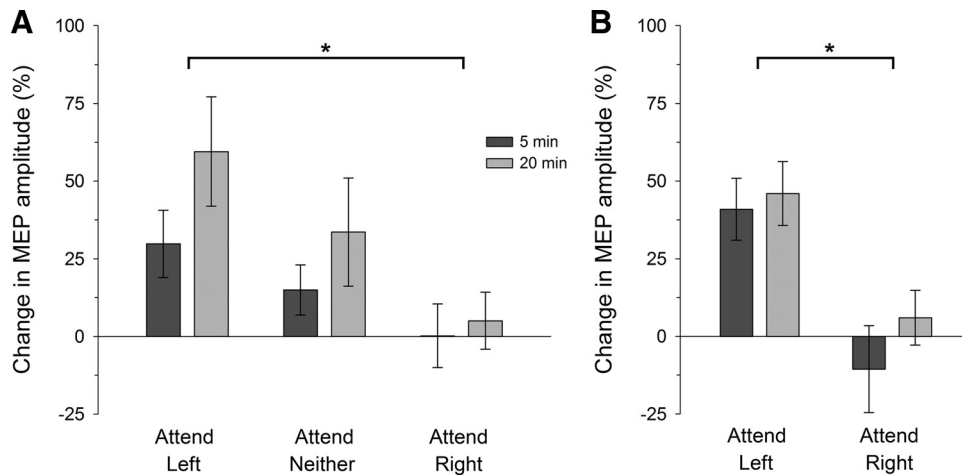 A
Change in MEP amplitude (%)
100
75
50
25
0
-25
*
5 min
20 min
Attend
Left
Attend
Neither
Attend
Right
B
Change in MEP amplitude (%)
100
75
50
25
0
-25
*
Attend
Left
Attend
Right